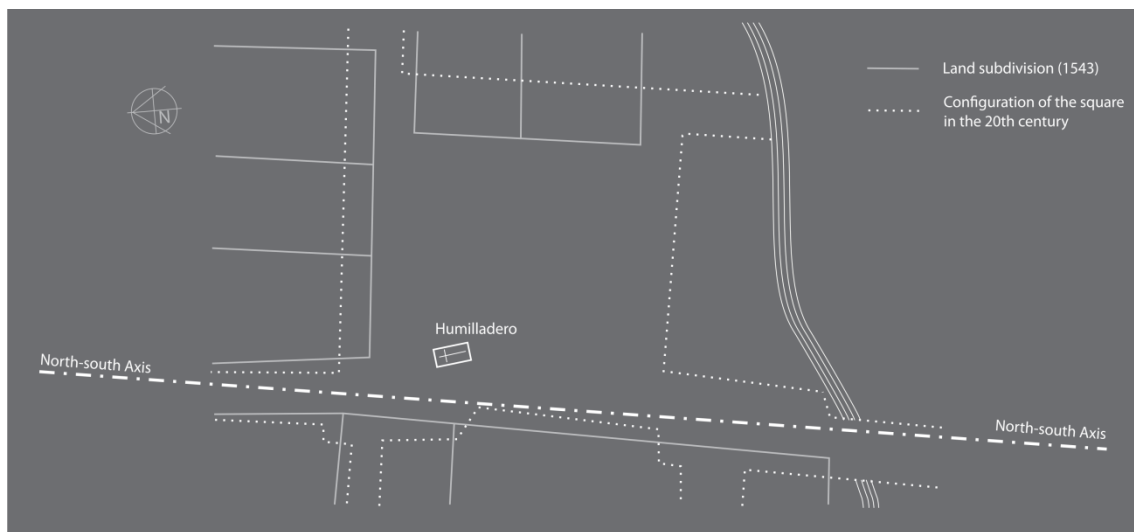 Land subdivision (1543)
Configuration of the square
in the 20th century
N
Humilladero
North-south Axis
North-south Axis